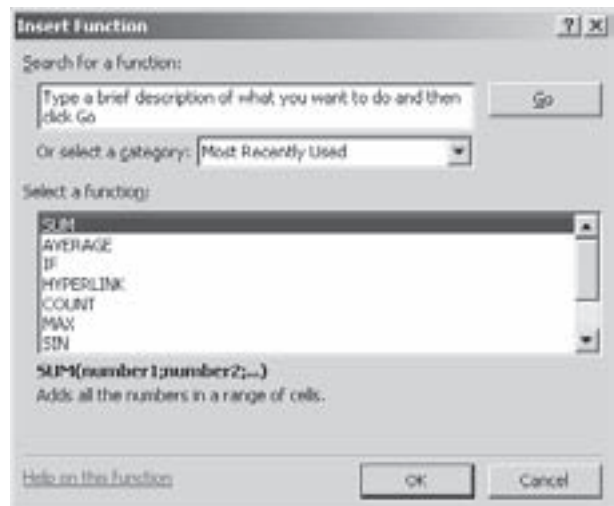 Insert Function
Search for a function:
Type a brief description of what you want to do and then
click Go
Go
Or select a category: Most Recently Used
Select a function:
SUM
AVERAGE
IF
HYPERLINK
COUNT
MAX
SIN
SUM(number1;number2;...)
Adds all the numbers in a range of cells.
Help on this function
OK
Cancel